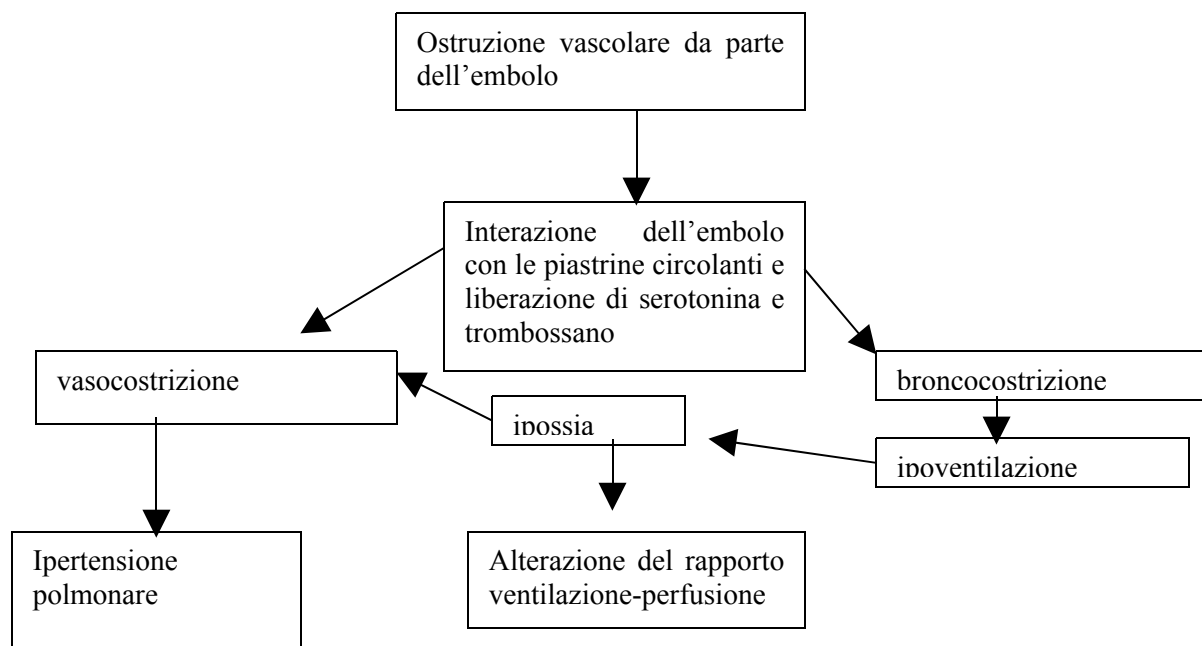 Ostruzione vascolare da parte
dell’embolo
Interazione dell’embolo
con le piastrine circolanti e
liberazione di serotonina e
trombossano
vasocostrizione
broncocostrizione
ipossia
ipoventilazione
Ipertensione
polmonare
Alterazione del rapporto
ventilazione-perfusione